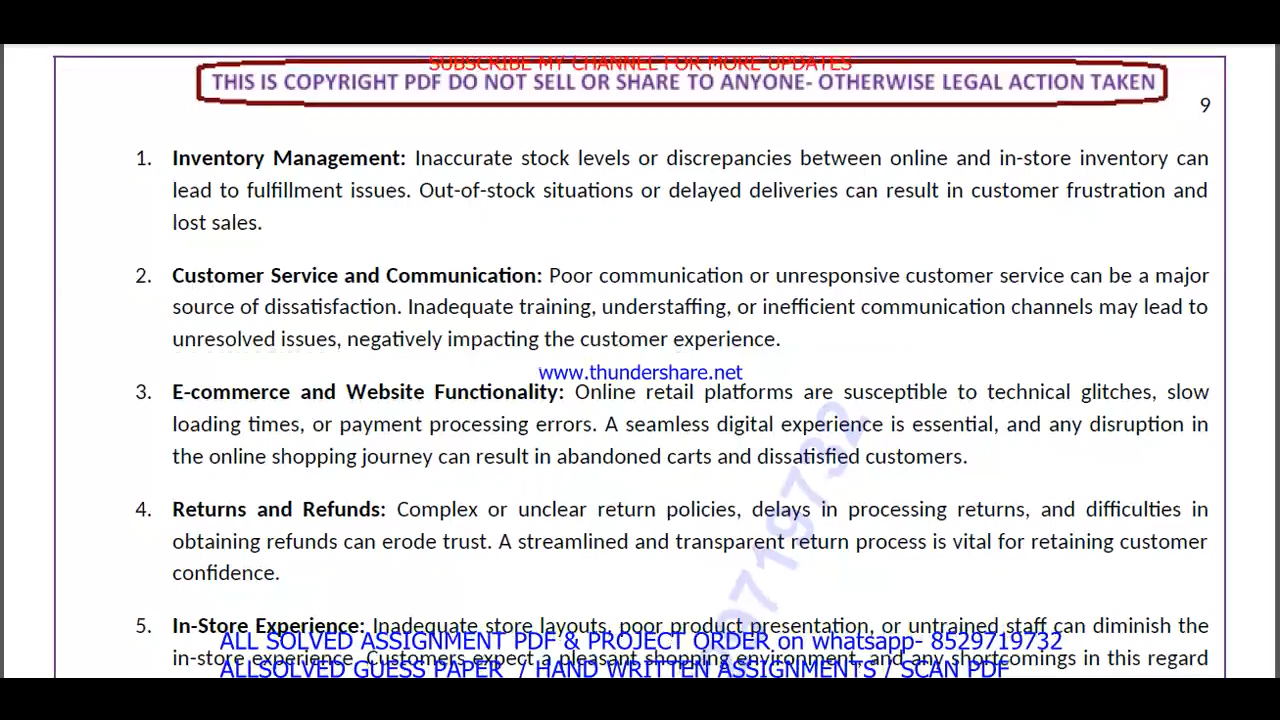 SUBSCRIBE MY CHANNEL FOR MORE UPDATES
THIS IS COPYRIGHT PDF DO NOT SELL OR SHARE TO ANYONE- OTHERWISE LEGAL ACTION TAKEN
9
1. Inventory Management: Inaccurate stock levels or discrepancies between online and in-store inventory can
lead to fulfillment issues. Out-of-stock situations or delayed deliveries can result in customer frustration and
lost sales.
2. Customer Service and Communication: Poor communication or unresponsive customer service can be a major
source of dissatisfaction. Inadequate training, understaffing, or inefficient communication channels may lead to
unresolved issues, negatively impacting the customer experience.
www.thundershare.net
3. E-commerce and Website Functionality: Online retail platforms are susceptible to technical glitches, slow
loading times, or payment processing errors. A seamless digital experience is essential, and any disruption in
the online shopping journey can result in abandoned carts and dissatisfied customers.
4. Returns and Refunds: Complex or unclear return policies, delays in processing returns, and difficulties in
obtaining refunds can erode trust. A streamlined and transparent return process is vital for retaining customer
confidence.
5. In-Store Experience: Inadequate store layouts, poor product presentation, or untrained staff can diminish the
ALL SOLVED ASSIGNMENT PDF & PROJECT ORDER on whatsapp- 8529719732
in-store experience. Customers expect a pleasant shopping environment, and any shortcomings in this regard
ALLSOLVED GUESS PAPER / HAND WRITTEN ASSIGNMENTS / SCAN PDF
9719732